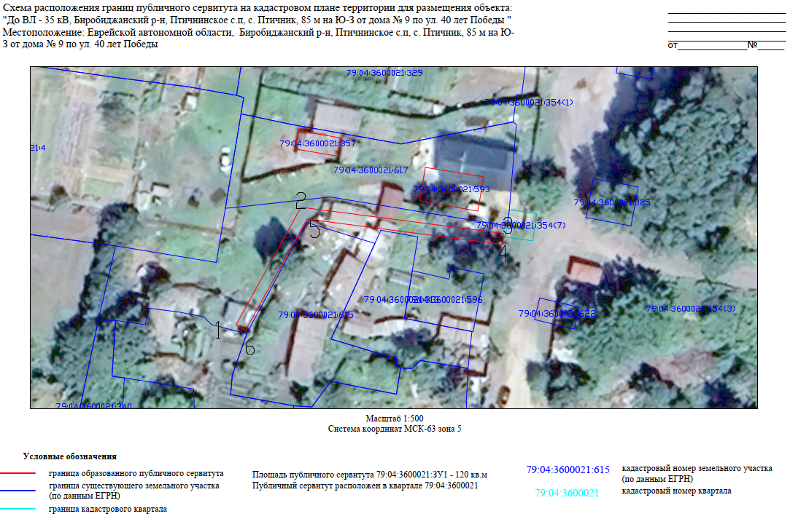 Схема расположения границ публичного сервитута на кадастровом плане территории для размещения объекта:
"До ВЛ - 35 кВ, Биробиджанский р-н, Птичнинское с.п, с. Птичник, 85 м на Ю-З от дома № 9 по ул. 40 лет Победы "
Местоположение: Еврейской автономной области, Биробиджанский р-н, Птичнинское с.п, с. Птичник, 85 м на Ю-
З от дома № 9 по ул. 40 лет Победы
от №
79:04:3600021:329
79:04:3600021:354(1)
79:04:3600021:357
21:4
79:04:3600021:617
79:04:3600021:593
79:04:3600021:325
2
3
79:04:3600021:354(7)
5
4
79:04:3600021:596
79:04:3600021:615
79:04:3600021:622
1
6
Масштаб 1:500
Система координат МСК-63 зона 5
Условные обозначения
граница образованного публичного сервитута
граница существующего земельного участка
(по данным ЕГРН)
граница кадастрового квартала
Площадь публичного сервитута 79:04:3600021:ЗУ1 - 120 кв.м
Публичный сервитут расположен в квартале 79:04:3600021
79:04:3600021:615 кадастровый номер земельного участка
(по данным ЕГРН)
79:04:3600021 кадастровый номер квартала